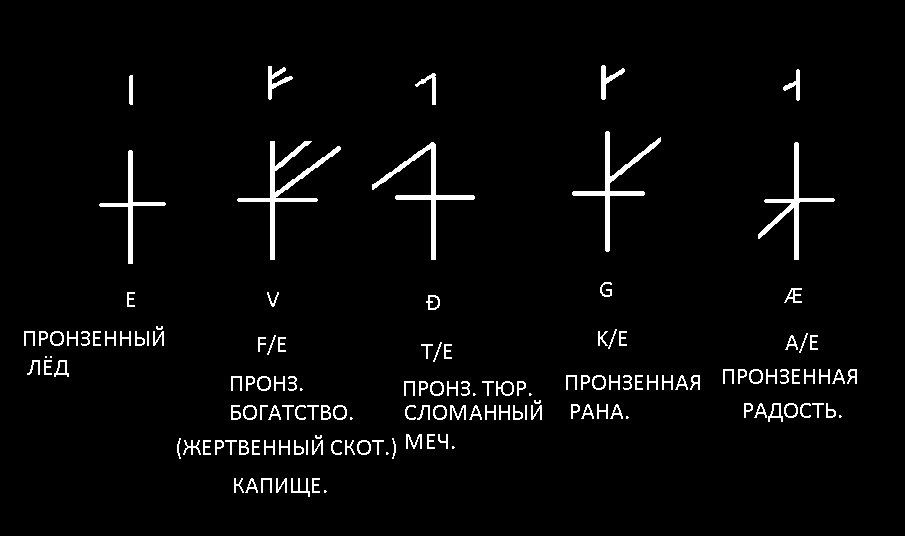 ᛁ ᚠ ᛐ ᚴ ᛆ
E V Đ G Æ
F/E T/E K/E A/E
ПРОНЗЕННЫЙ
ЛЁД
ПРОНЗ.
БОГАТСТВО.
(ЖЕРТВЕННЫЙ СКОТ.)
КАПИЩЕ.
ПРОНЗ. ТЮР.
СЛОМАННЫЙ
МЕЧ.
ПРОНЗЕННАЯ
РАНА.
ПРОНЗЕННАЯ
РАДОСТЬ.